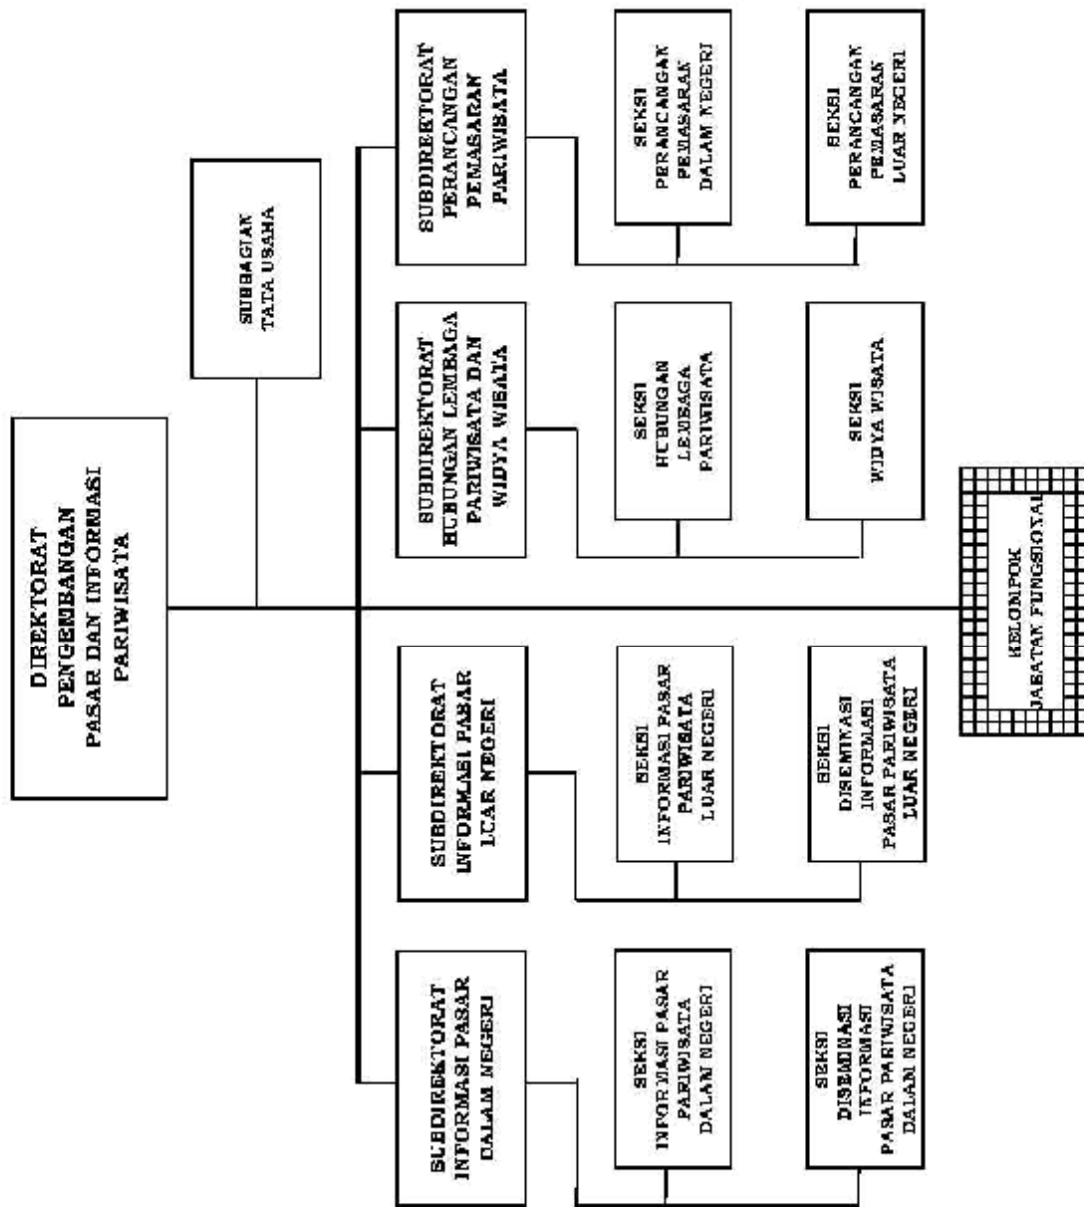 DIREKTORAT
PENGEMBANGAN
PASAR DAN INFORMASI
PARIWISATA
SUBBAGIAN
TATA USAHA
SUBDIREKTORAT
INFORMASI PASAR
DALAM NEGERI
SUBDIREKTORAT
INFORMASI PASAR
LUAR NEGERI
SUBDIREKTORAT
HUBUNGAN LEMBAGA
PARIWISATA DAN
WIDYA WISATA
SUBDIREKTORAT
PERANCANGAN
PEMASARAN
PARIWISATA
SEKSI
INFORMASI PASAR
PARIWISATA
DALAM NEGERI
SEKSI
INFORMASI PASAR
PARIWISATA
LUAR NEGERI
SEKSI
HUBUNGAN
LEMBAGA
PARIWISATA
SEKSI
PERANCANGAN
PEMASARAN
DALAM NEGERI
SEKSI
DISEMINASI
INFORMASI
PASAR PARIWISATA
DALAM NEGERI
SEKSI
DISEMINASI
INFORMASI
PASAR PARIWISATA
LUAR NEGERI
SEKSI
WIDYA WISATA
SEKSI
PERANCANGAN
PEMASARAN
LUAR NEGERI
KELOMPOK
JABATAN FUNGSIONAL